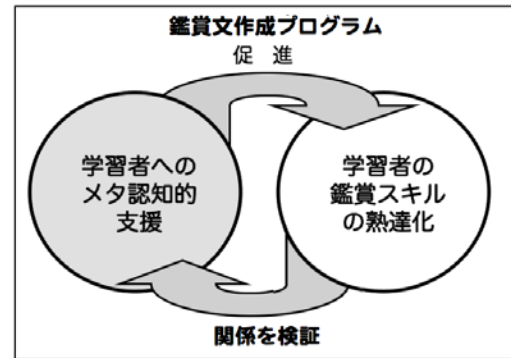 鑑賞文作成プログラム
促 進
学習者への
メタ認知的
支援
学習者の
鑑賞スキル
の熟達化
関係を検証